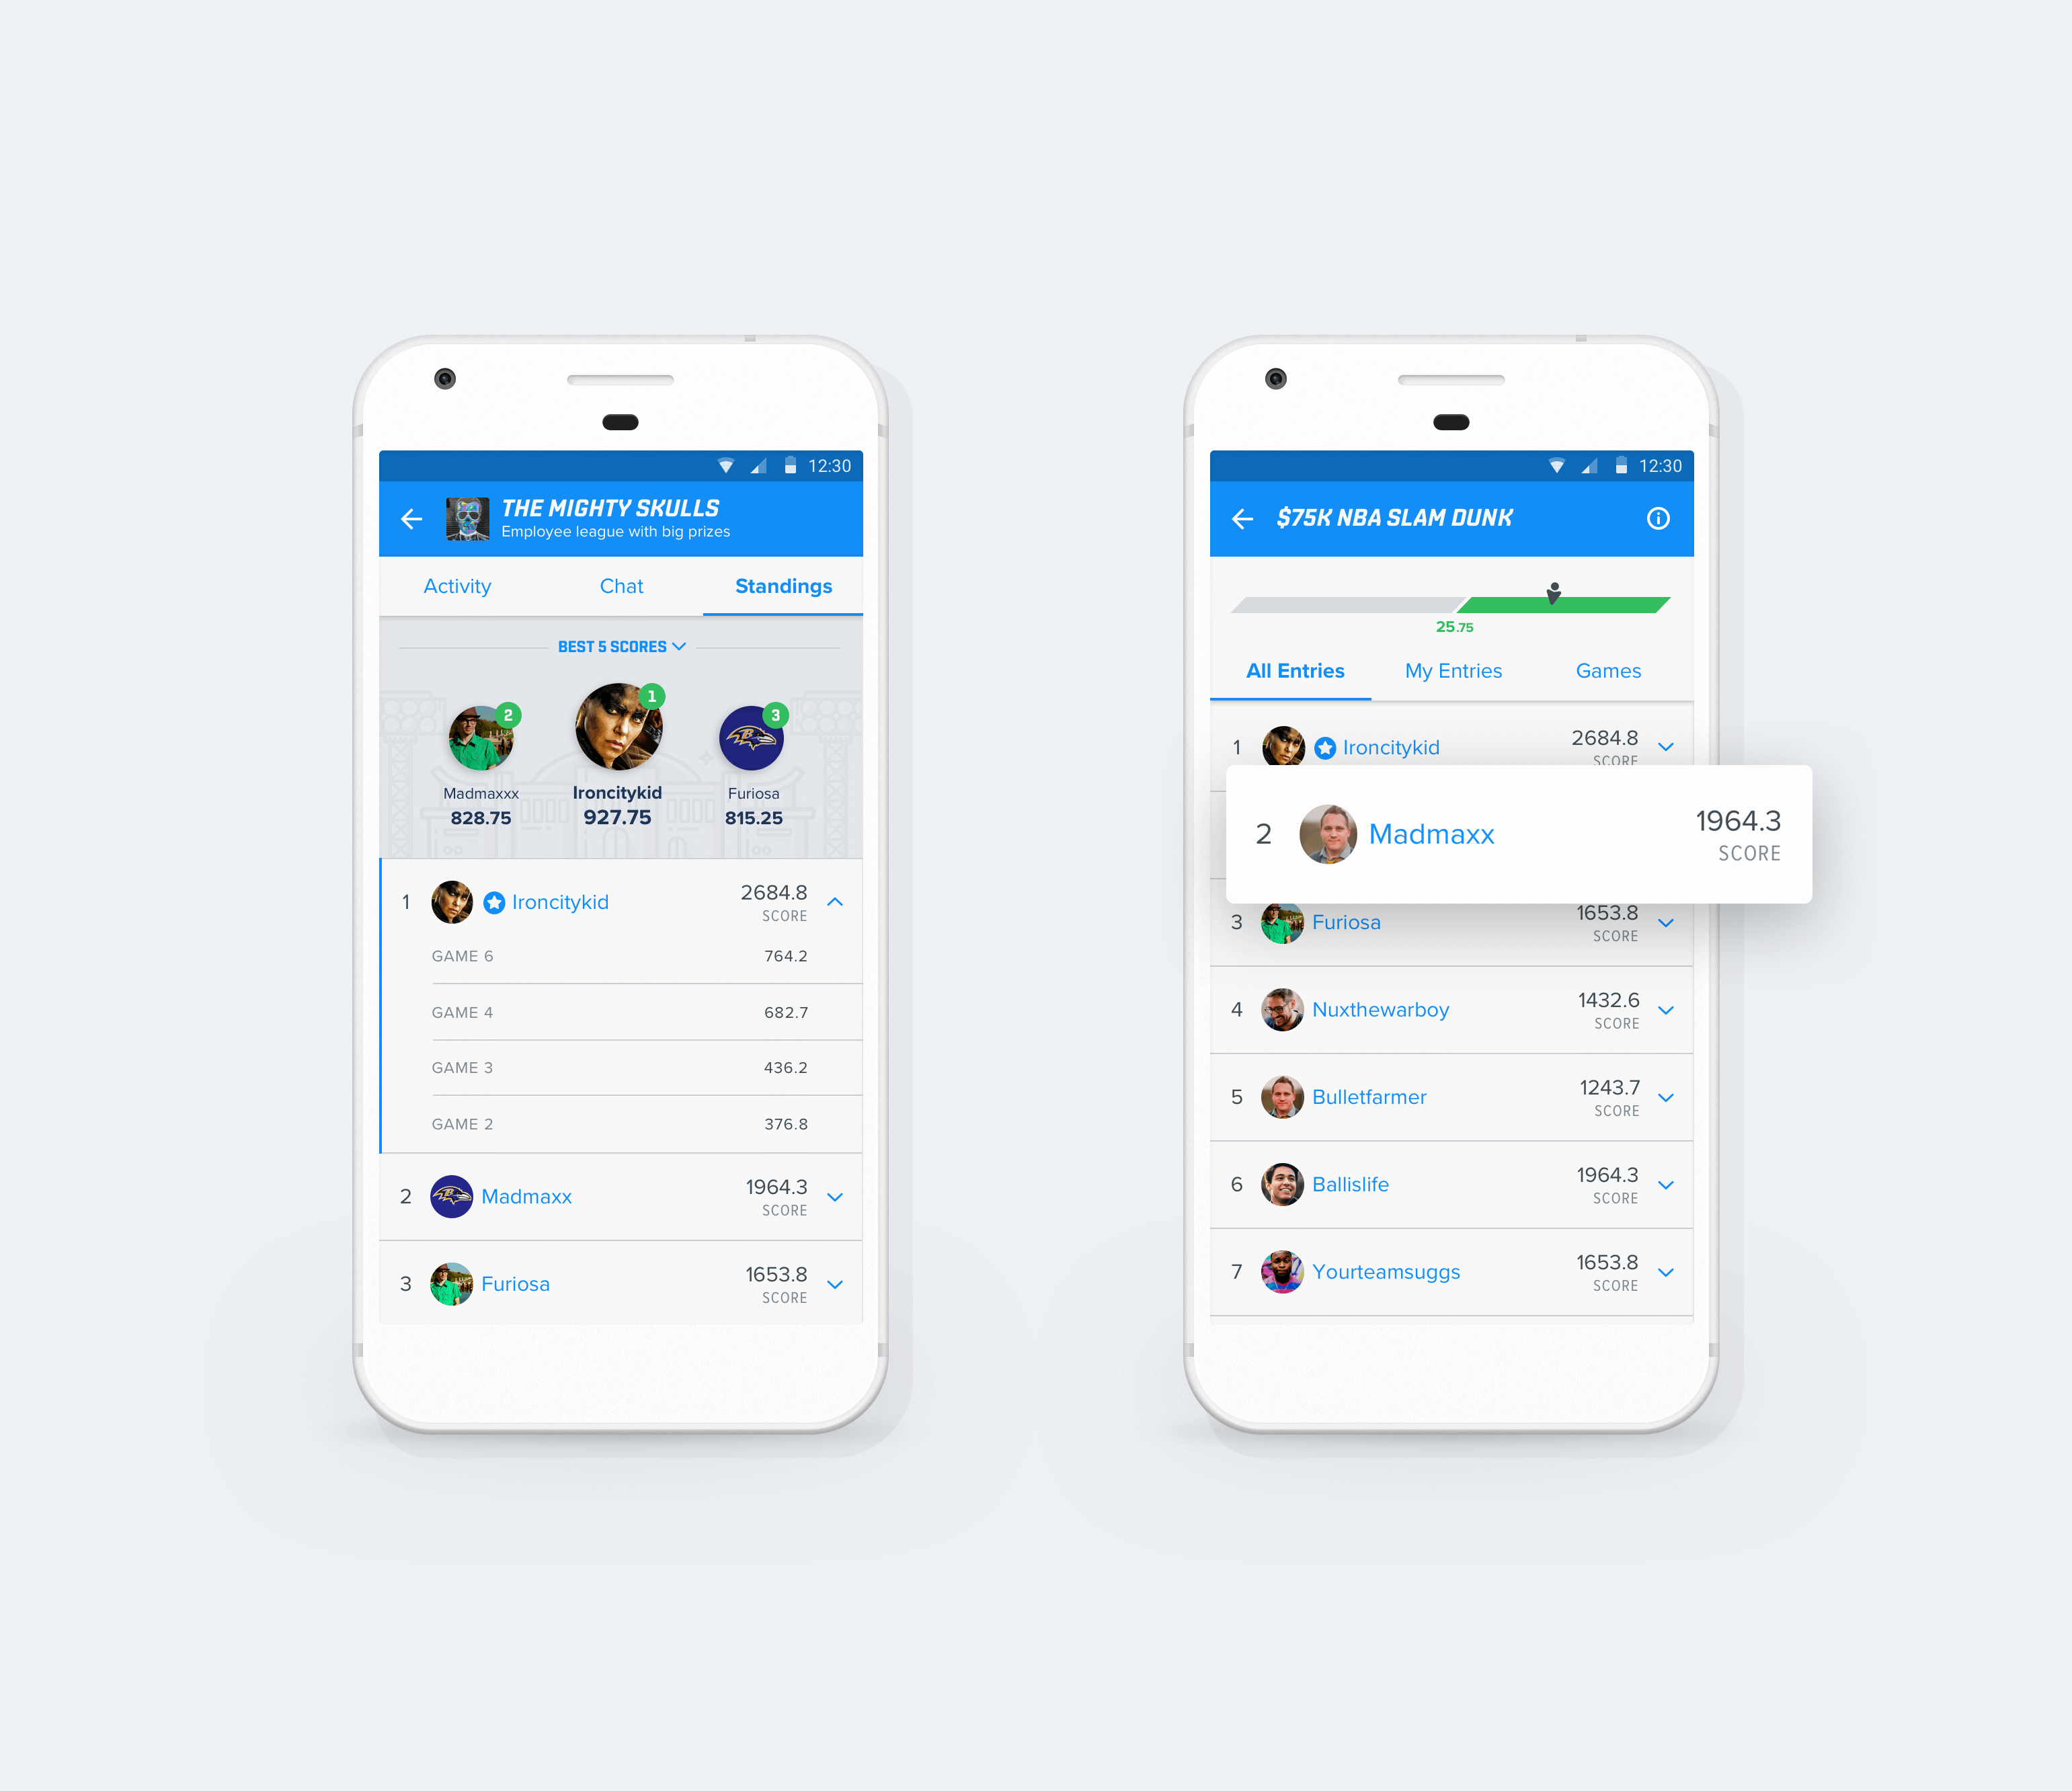 12:30
THE MIGHTY SKULLS
Employee league with big prizes
Activity Chat Standings
BEST 5 SCORES
2 1 3
Madmaxxx Ironcitykid Furiosa
828.75 927.75 815.25
1 Ironcitykid 2684.8
SCORE
GAME 6 764.2
GAME 4 682.7
GAME 3 436.2
GAME 2 376.8
2 Madmaxx 1964.3
SCORE
3 Furiosa 1653.8
SCORE
12:30
$75K NBA SLAM DUNK
25.75
All Entries My Entries Games
1 Ironcitykid 2684.8
SCORE
2 Madmaxx 1964.3
SCORE
3 Furiosa 1653.8
SCORE
4 Nuxthewarboy 1432.6
SCORE
5 Bulletfarmer 1243.7
SCORE
6 Ballislife 1964.3
SCORE
7 Yourteamsuggs 1653.8
SCORE